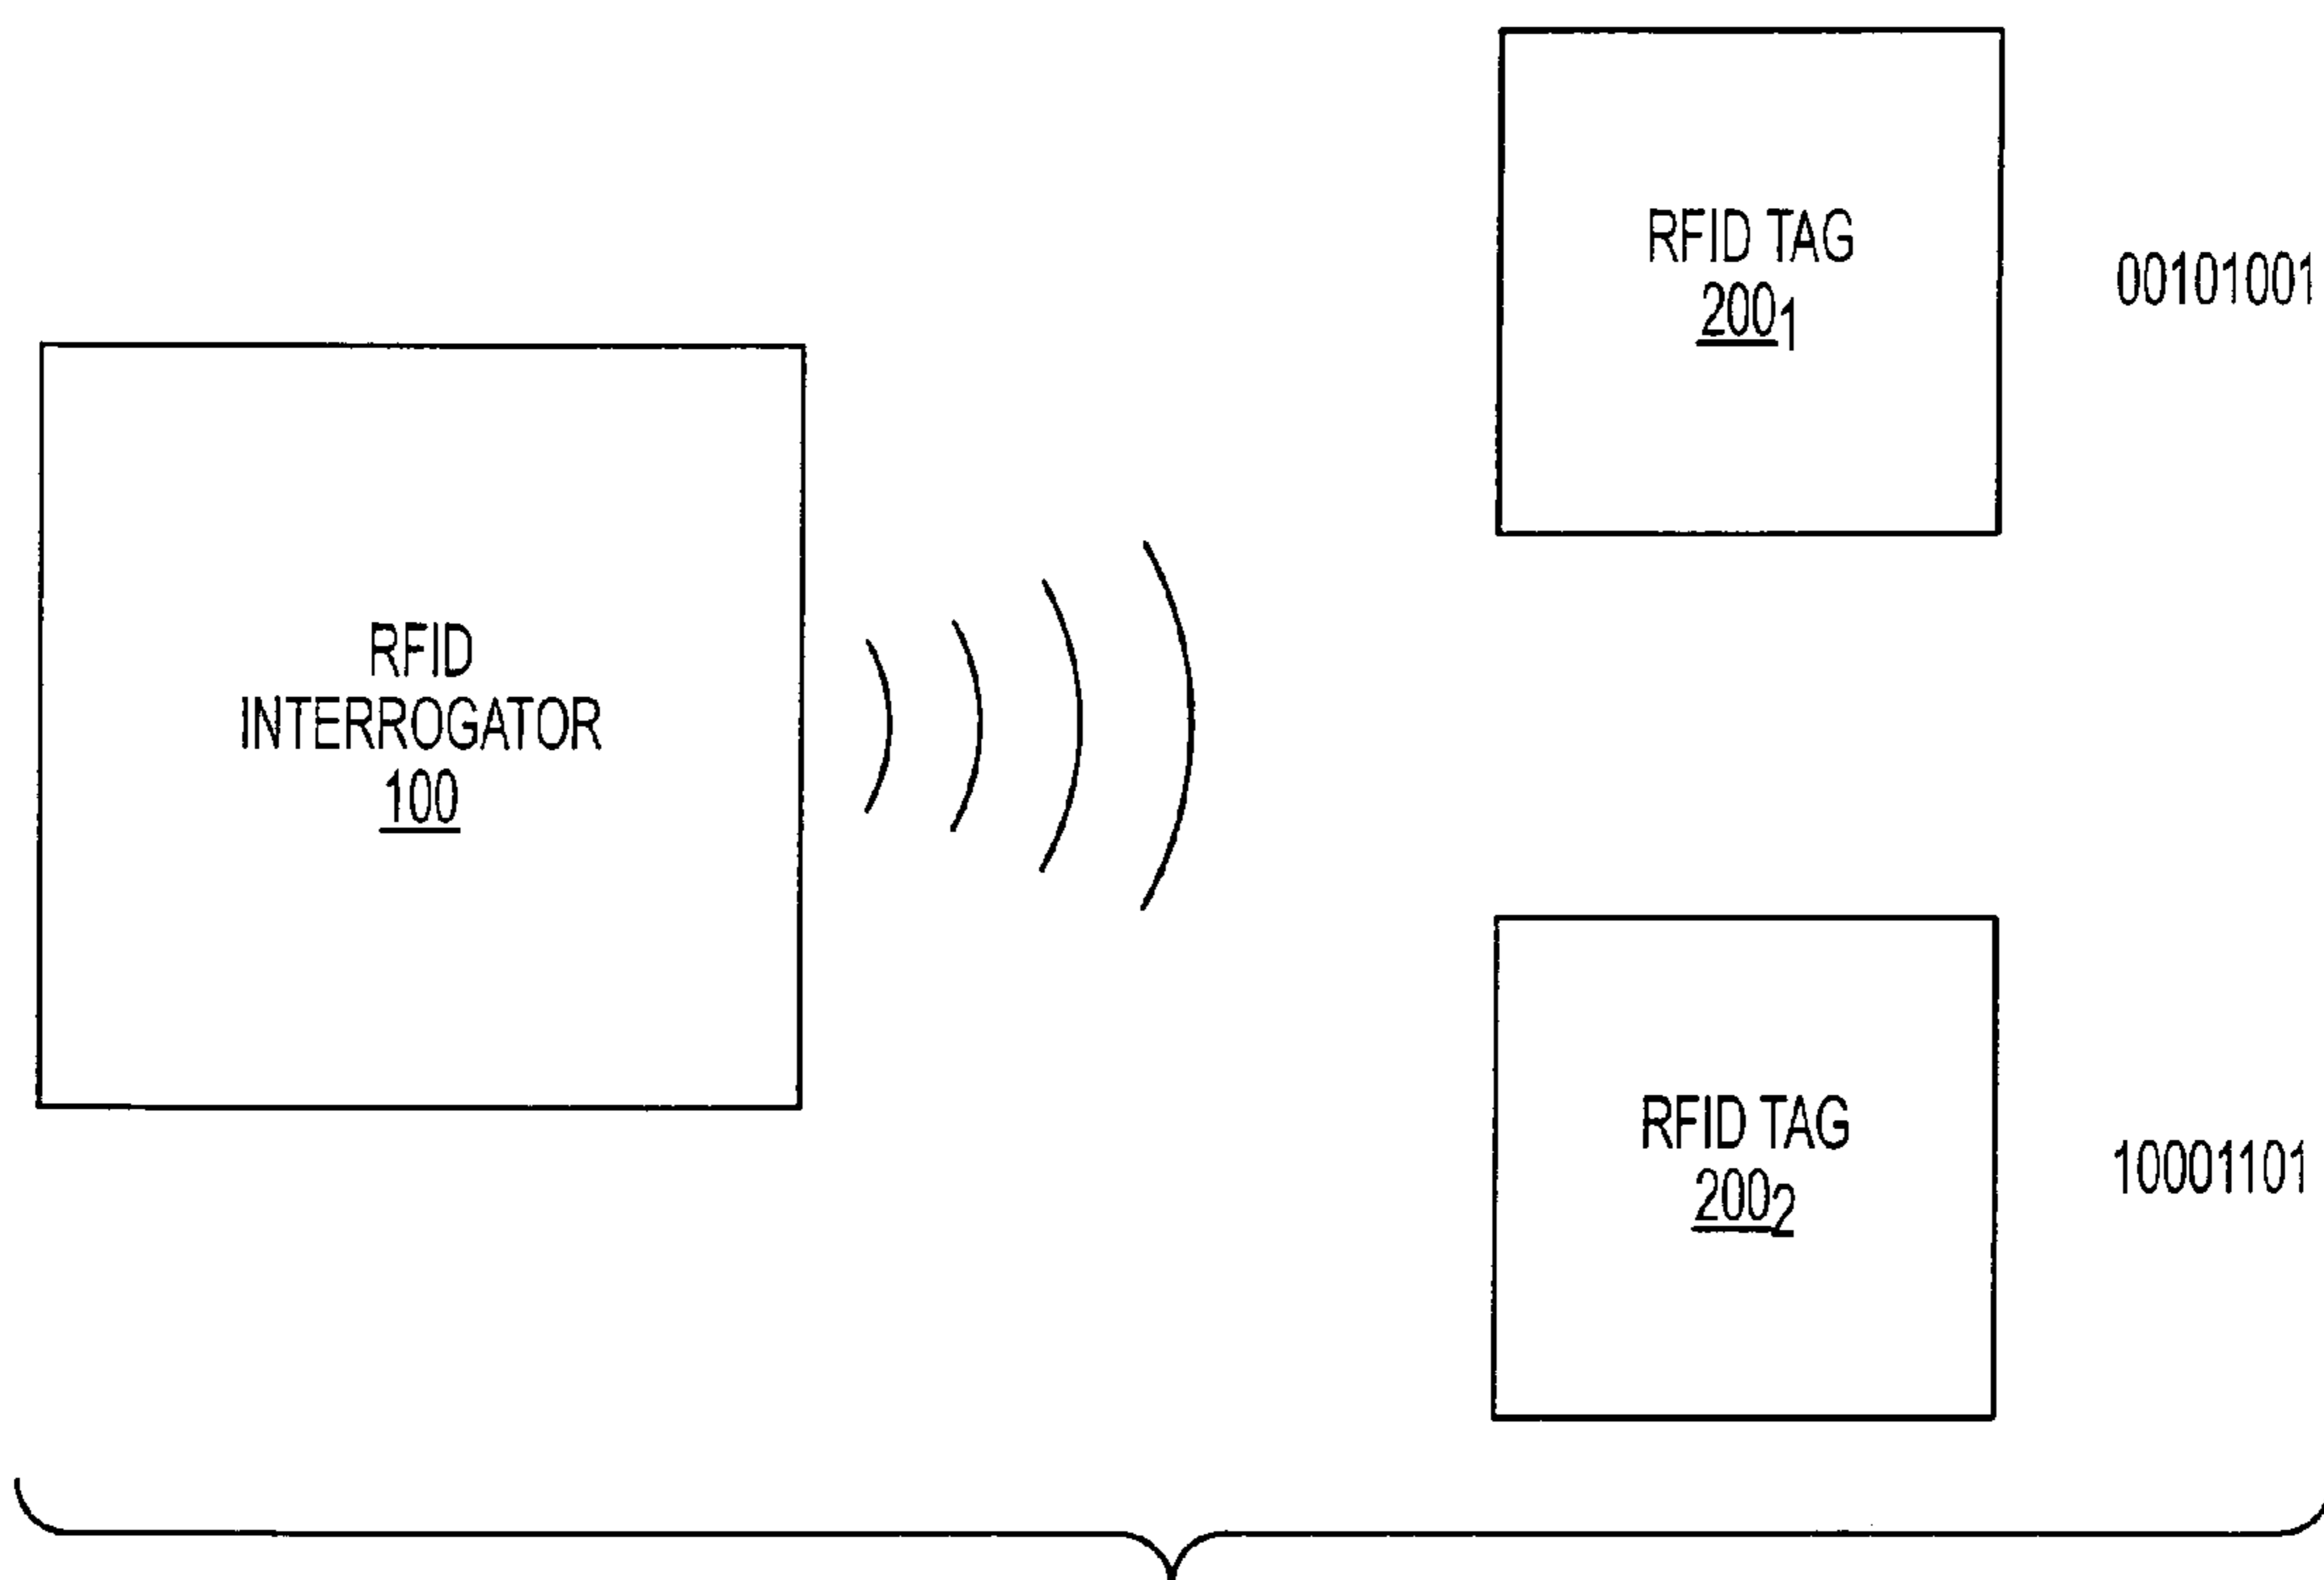 RFID TAG
200₁
00101001
RFID
INTERROGATOR
100
RFID TAG
200₂
10001101